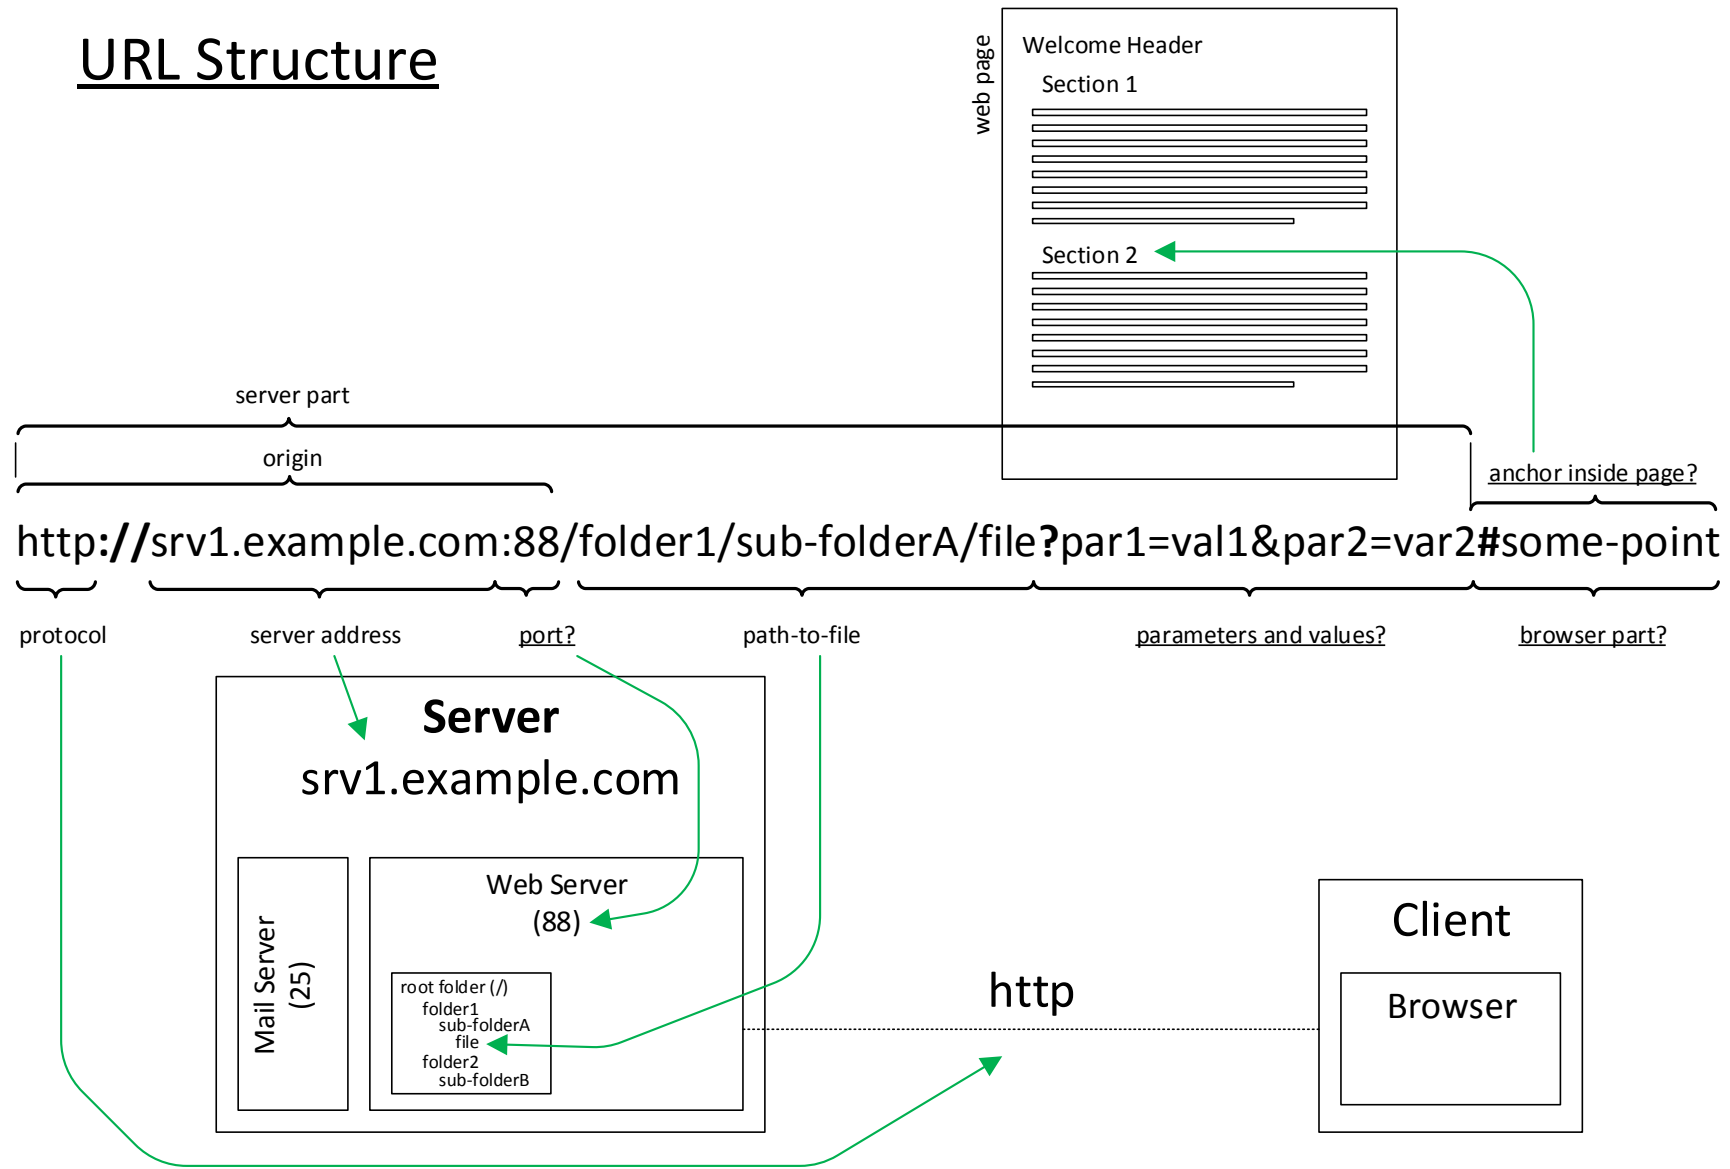 URL Structure
web page
Welcome Header
Section 1
Section 2
server part
origin
anchor inside page?
http://srv1.example.com:88/folder1/sub-folderA/file?par1=val1&par2=var2#some-point
protocol
server address
port?
path-to-file
parameters and values?
browser part?
Server
srv1.example.com
Mail Server
(25)
Web Server
(88)
root folder (/)
folder1
sub-folderA
file
folder2
sub-folderB
http
Client
Browser